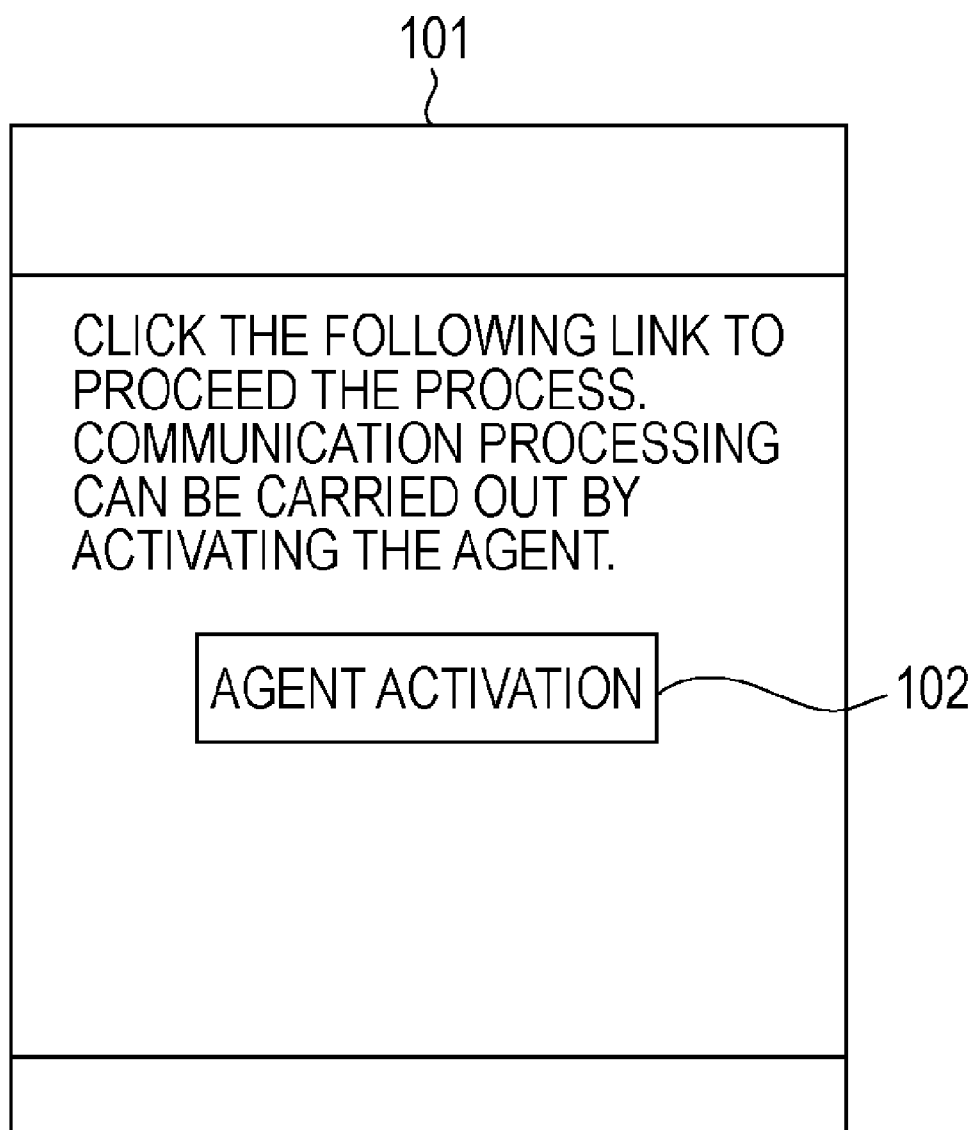 101
CLICK THE FOLLOWING LINK TO
PROCEED THE PROCESS.
COMMUNICATION PROCESSING
CAN BE CARRIED OUT BY
ACTIVATING THE AGENT.
AGENT ACTIVATION
102